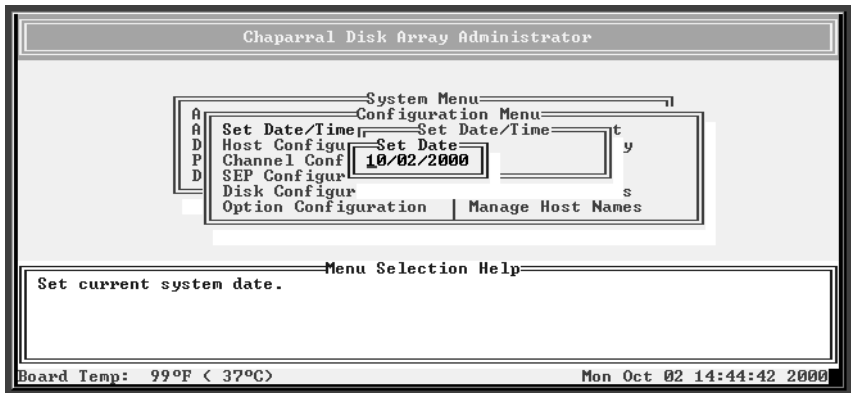 Chaparral Disk Array Administrator
System Menu
A
Configuration Menu
A Set Date/Time Set Date/Time t
D Host Configu Set Date y
P Channel Conf 10/02/2000
D SEP Configur
Disk Configur s
Option Configuration Manage Host Names
Menu Selection Help
Set current system date.
Board Temp: 99°F ( 37°C) Mon Oct 02 14:44:42 2000